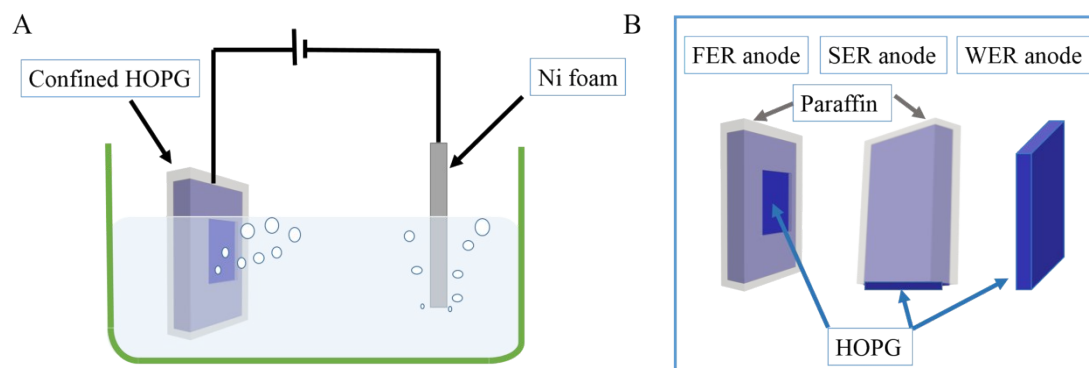 A
Confined HOPG
Ni foam
B
FER anode
SER anode
WER anode
Paraffin
HOPG